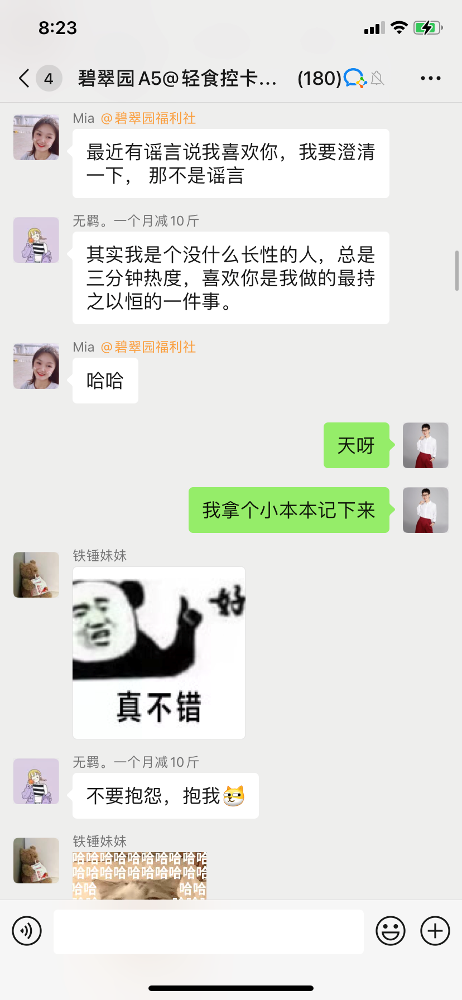 8:23
4 碧翠园A5@轻食控卡... (180)
Mia @碧翠园福利社
最近有谣言说我喜欢你，我要澄清
一下， 那不是谣言
无羁。一个月减10斤
其实我是个没什么长性的人，总是
三分钟热度，喜欢你是我做的最持
之以恒的一件事。
Mia @碧翠园福利社
哈哈
天呀
我拿个小本本记下来
铁锤妹妹
好
真不错
无羁。一个月减10斤
不要抱怨，抱我
铁锤妹妹
哈哈哈哈哈哈哈哈哈哈
哈哈哈哈哈哈哈哈哈哈
哈哈 哈哈